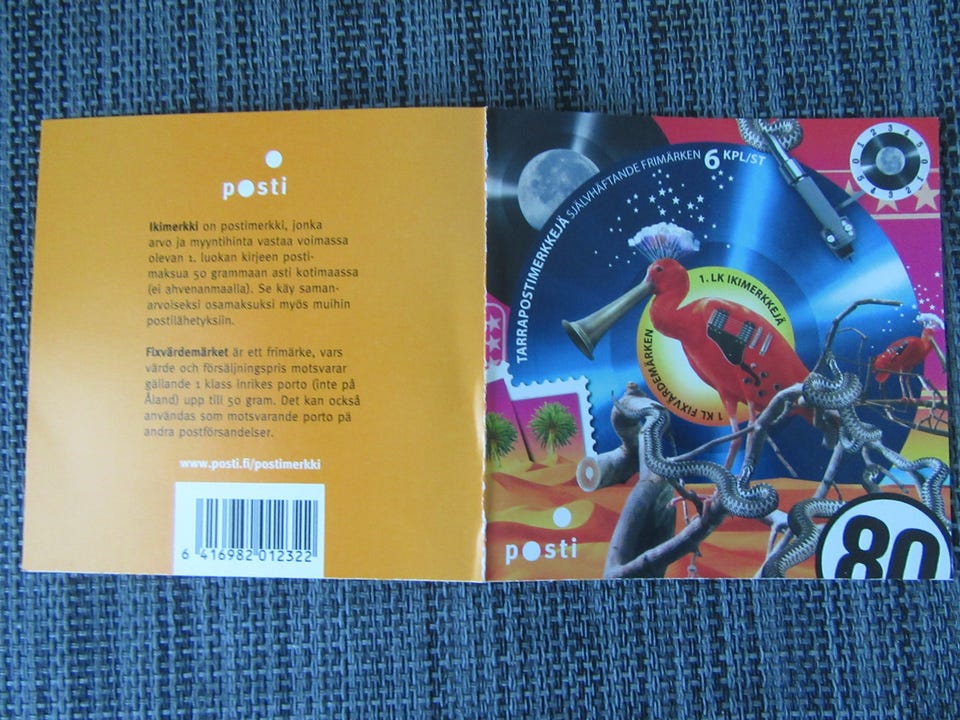 posti
Ikimerkki on postimerkki, jonka
arvo ja myyntihinta vastaa voimassa
olevan 1. luokan kirjeen posti-
maksua 50 grammaan asti kotimaassa
(ei ahvenanmaalla). Se käy saman-
arvoiseksi osamaksuksi myös muihin
postilähetyksiin.
Fixvärdemärket är ett frimärke, vars
värde och försäljningspris motsvarar
gällande 1 klass inrikes porto (inte på
Åland) upp till 50 gram. Det kan också
användas som motsvarande porto på
andra postförsandelser.
www.posti.fi/postimerkki
6 416982 012322
TARRAPOSTIMERKKEJÄ SJÄLVHÄFTANDE FRIMÄRKEN 6 KPL/ST
1. LK IKIMERKKEJÄ
1 KL FIXVÄRDEMÄRKEN
posti
80